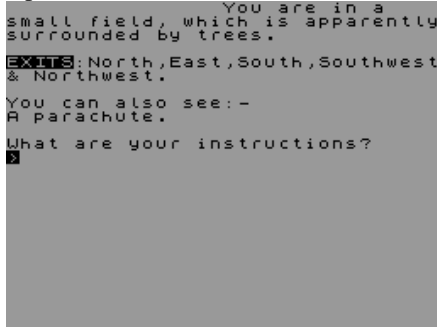 You are in a
small field, which is apparently
surrounded by trees.
EXITS:North,East,South,Southwest
& Northwest.
You can also see:-
A parachute.
What are your instructions?
>